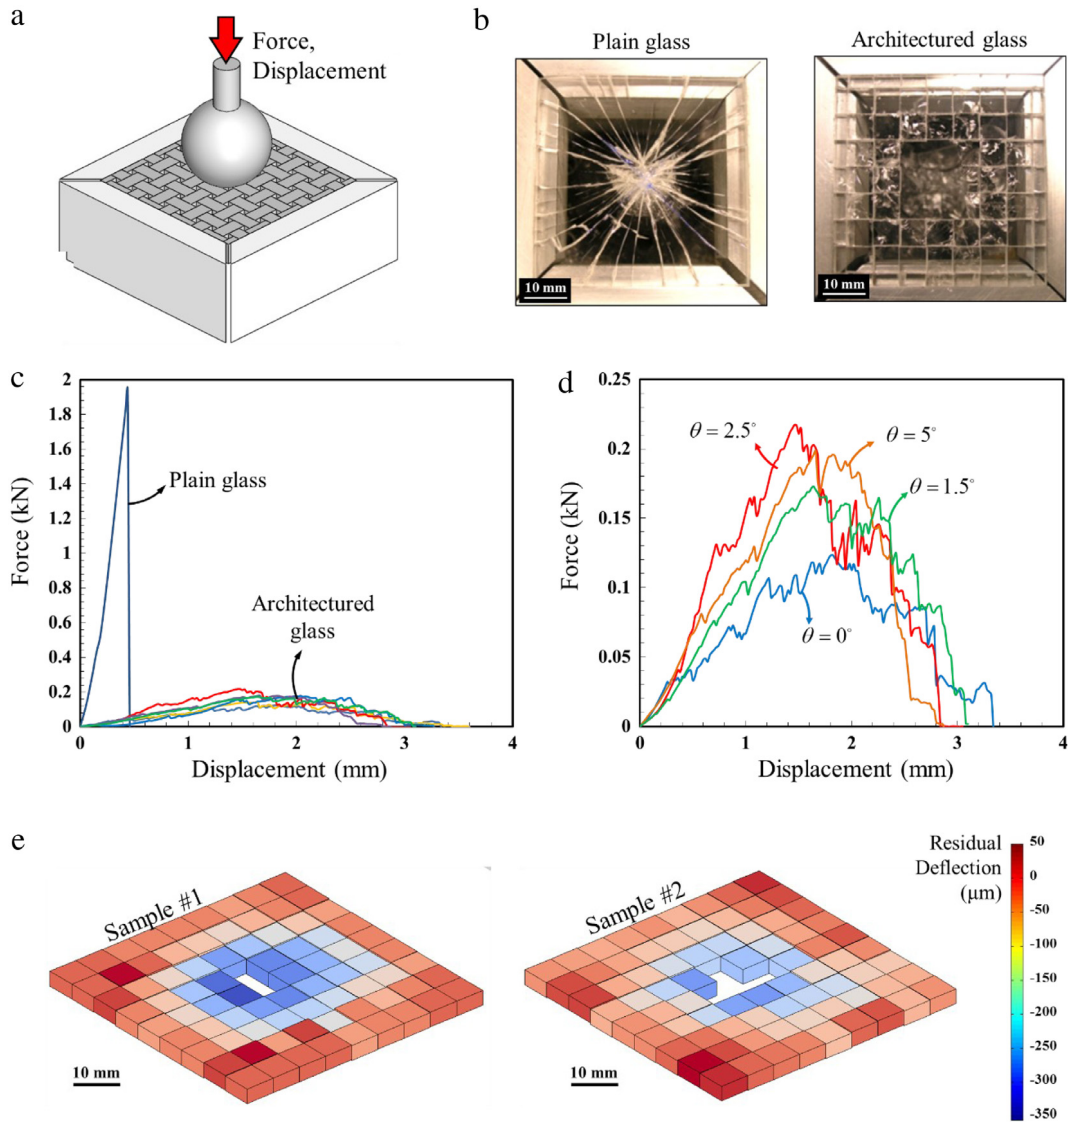 a
Force,
Displacement
b
Plain glass
Architectured glass
10 mm
10 mm
c
2
1.8
1.6
1.4
1.2
1
0.8
0.6
0.4
0.2
0
0
1
2
3
4
Force (kN)
Displacement (mm)
Plain glass
Architectured
glass
d
0.25
0.2
0.15
0.1
0.05
0
0
1
2
3
4
Force (kN)
Displacement (mm)
θ = 2.5°
θ = 5°
θ = 1.5°
θ = 0°
e
Sample #1
10 mm
Sample #2
10 mm
Residual
Deflection
(μm)
50
0
-50
-100
-150
-200
-250
-300
-350